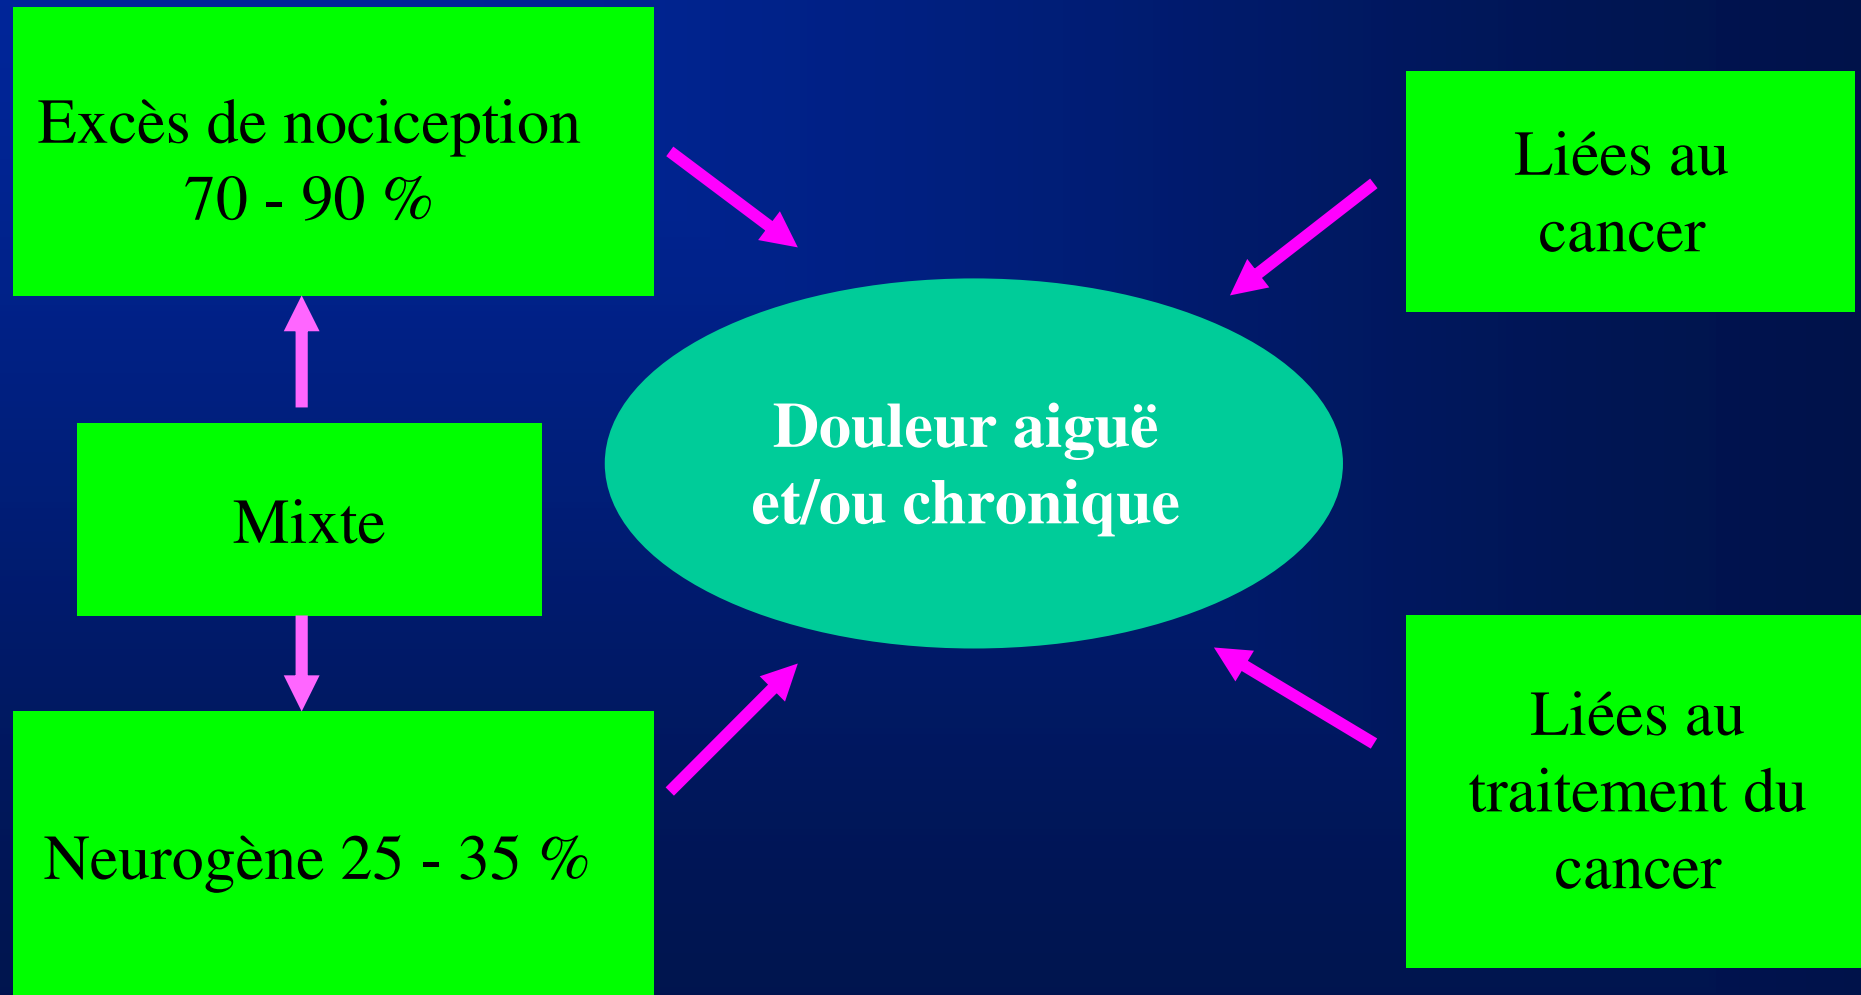 Excès de nociception
70 - 90 %
Mixte
Neurogène 25 - 35 %
Douleur aiguë
et/ou chronique
Liées au
cancer
Liées au
traitement du
cancer